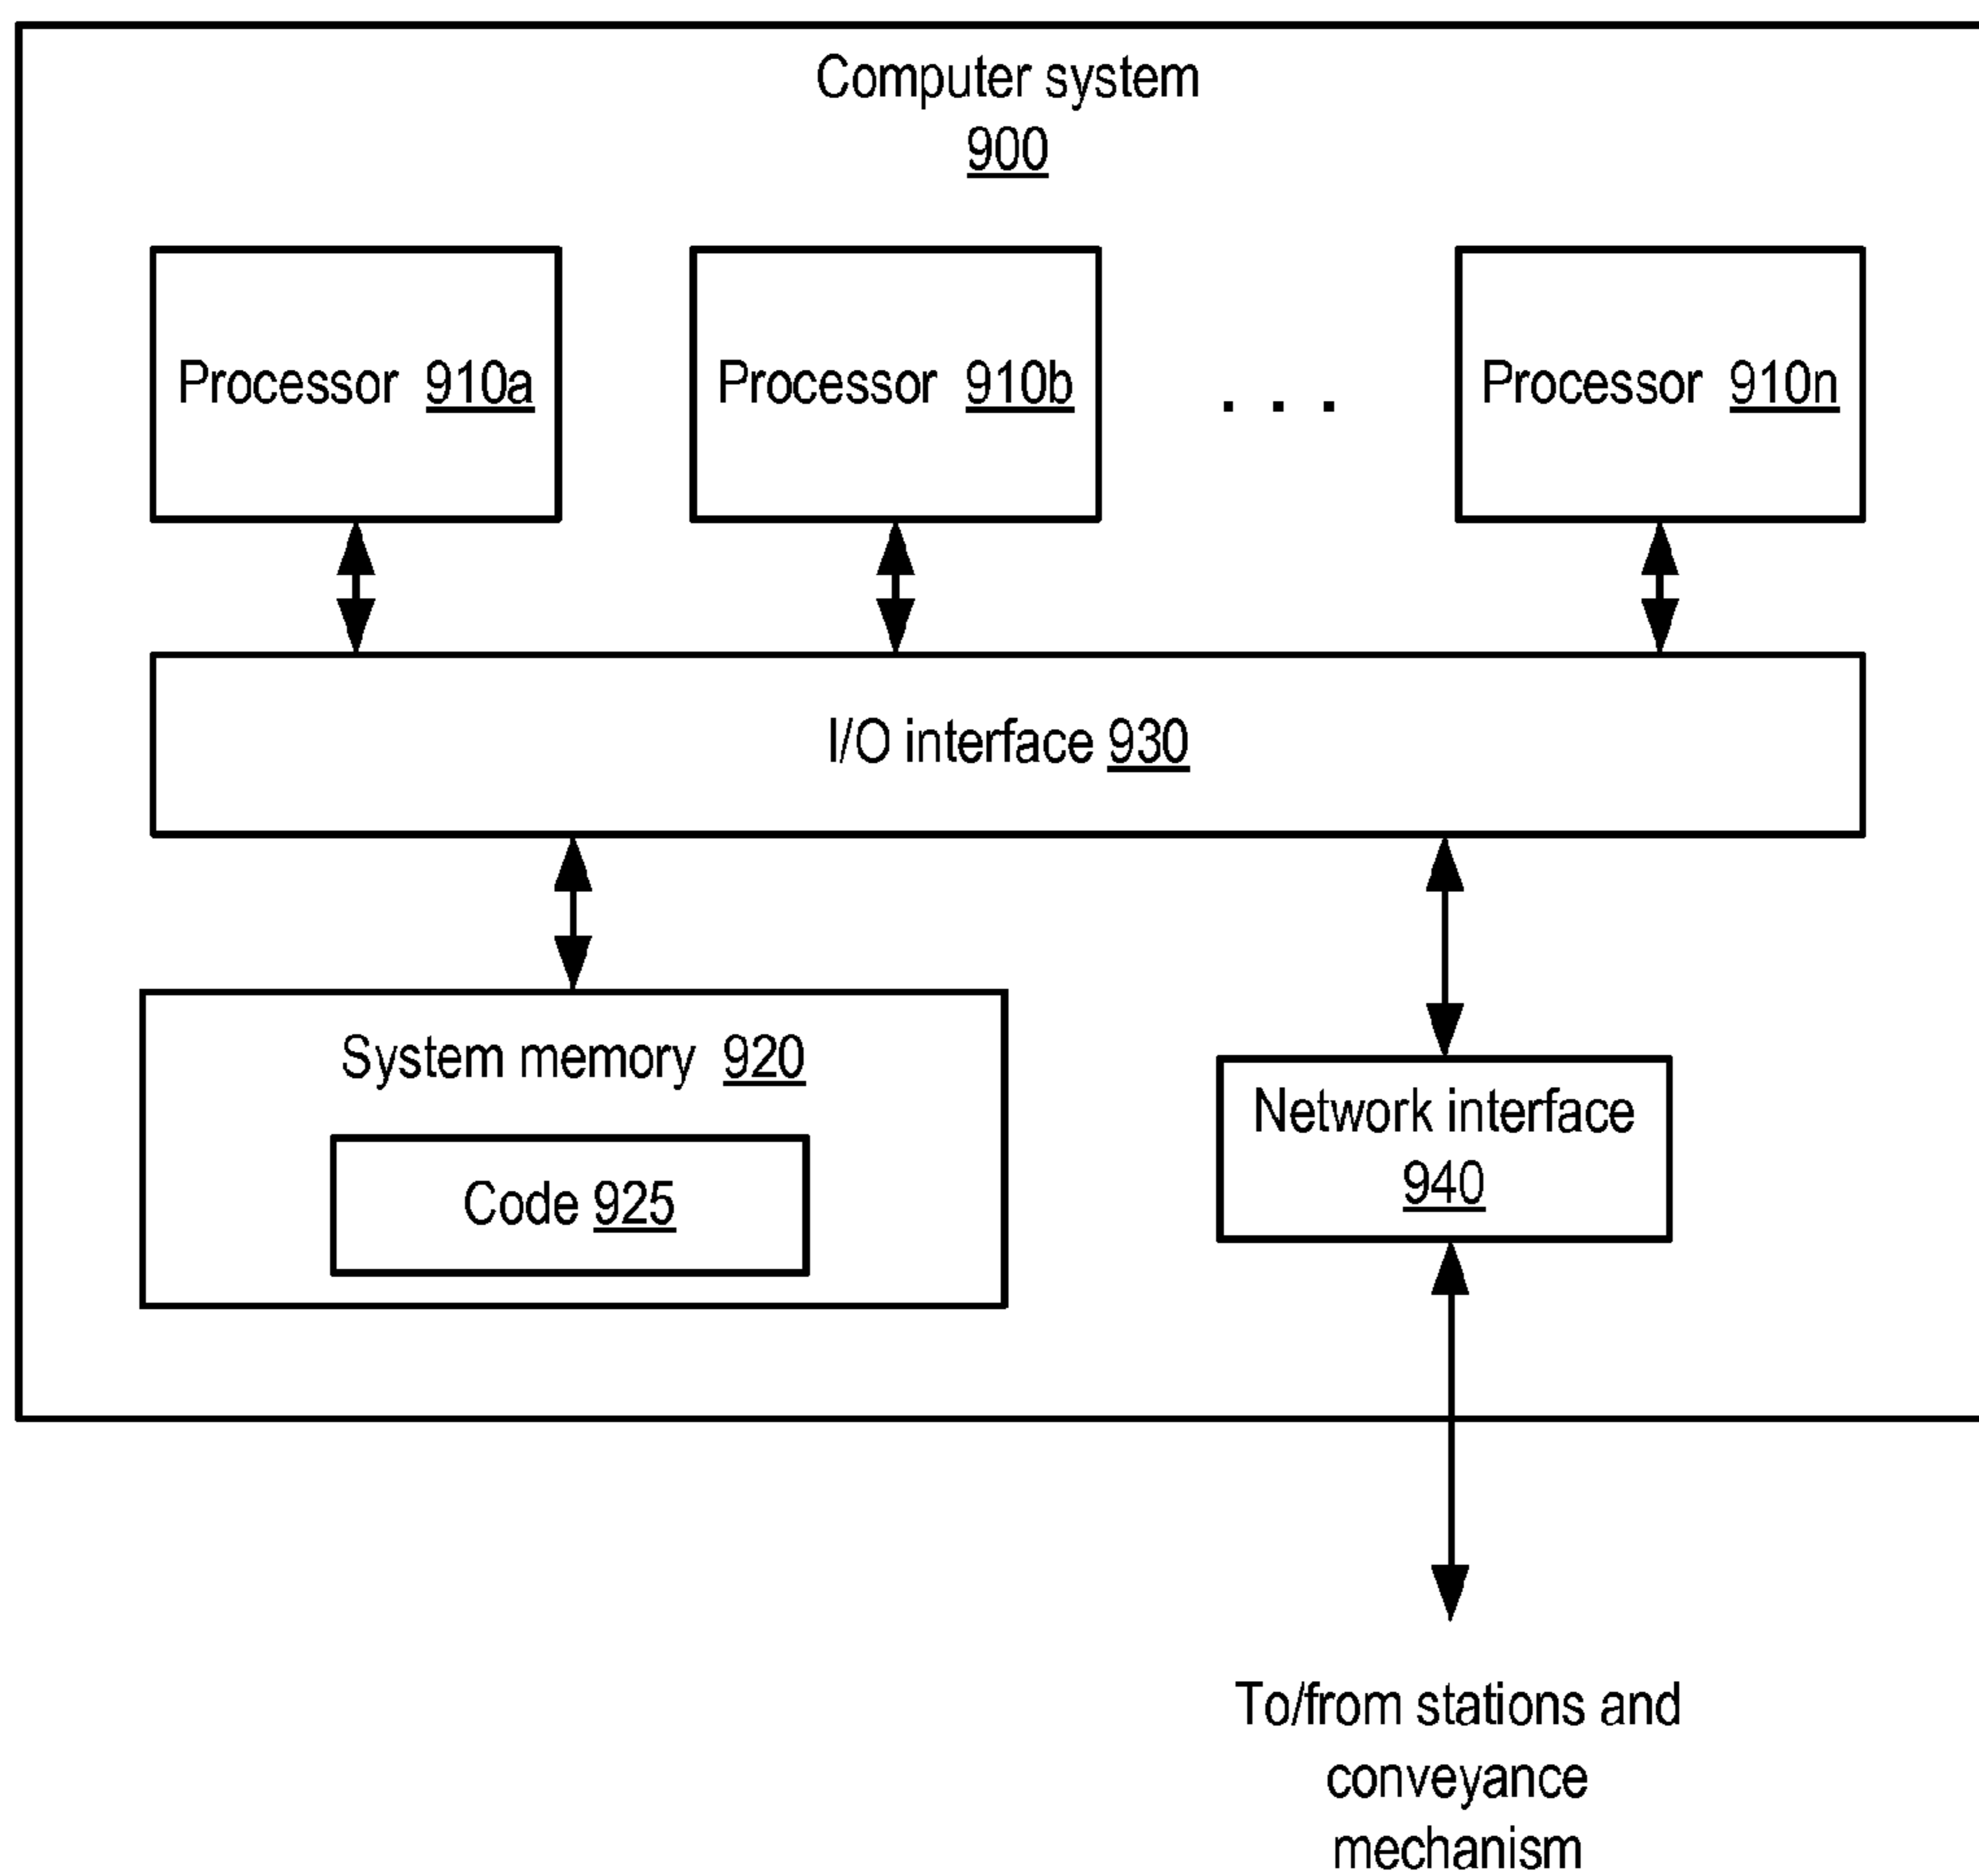 Computer system
900
Processor 910a
Processor 910b
. . .
Processor 910n
I/O interface 930
System memory 920
Code 925
Network interface
940
To/from stations and
conveyance
mechanism